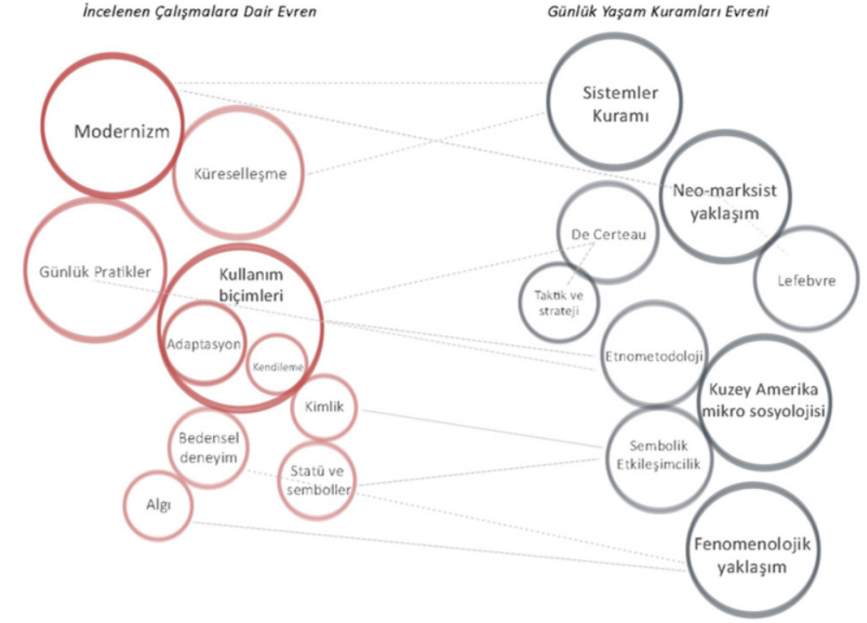 İncelenen Çalışmalara Dair Evren
Modernizm
Küreselleşme
Günlük Pratikler
Kullanım
biçimleri
Adaptasyon
Kendileme
Kimlik
Bedensel
deneyim
Statü ve
semboller
Algı
Günlük Yaşam Kuramları Evreni
Sistemler
Kuramı
Neo-marksist
yaklaşım
De Certeau
Lefebvre
Taktik ve
strateji
Etnometodoloji
Kuzey Amerika
mikro sosyolojisi
Sembolik
Etkileşimcilik
Fenomenolojik
yaklaşım